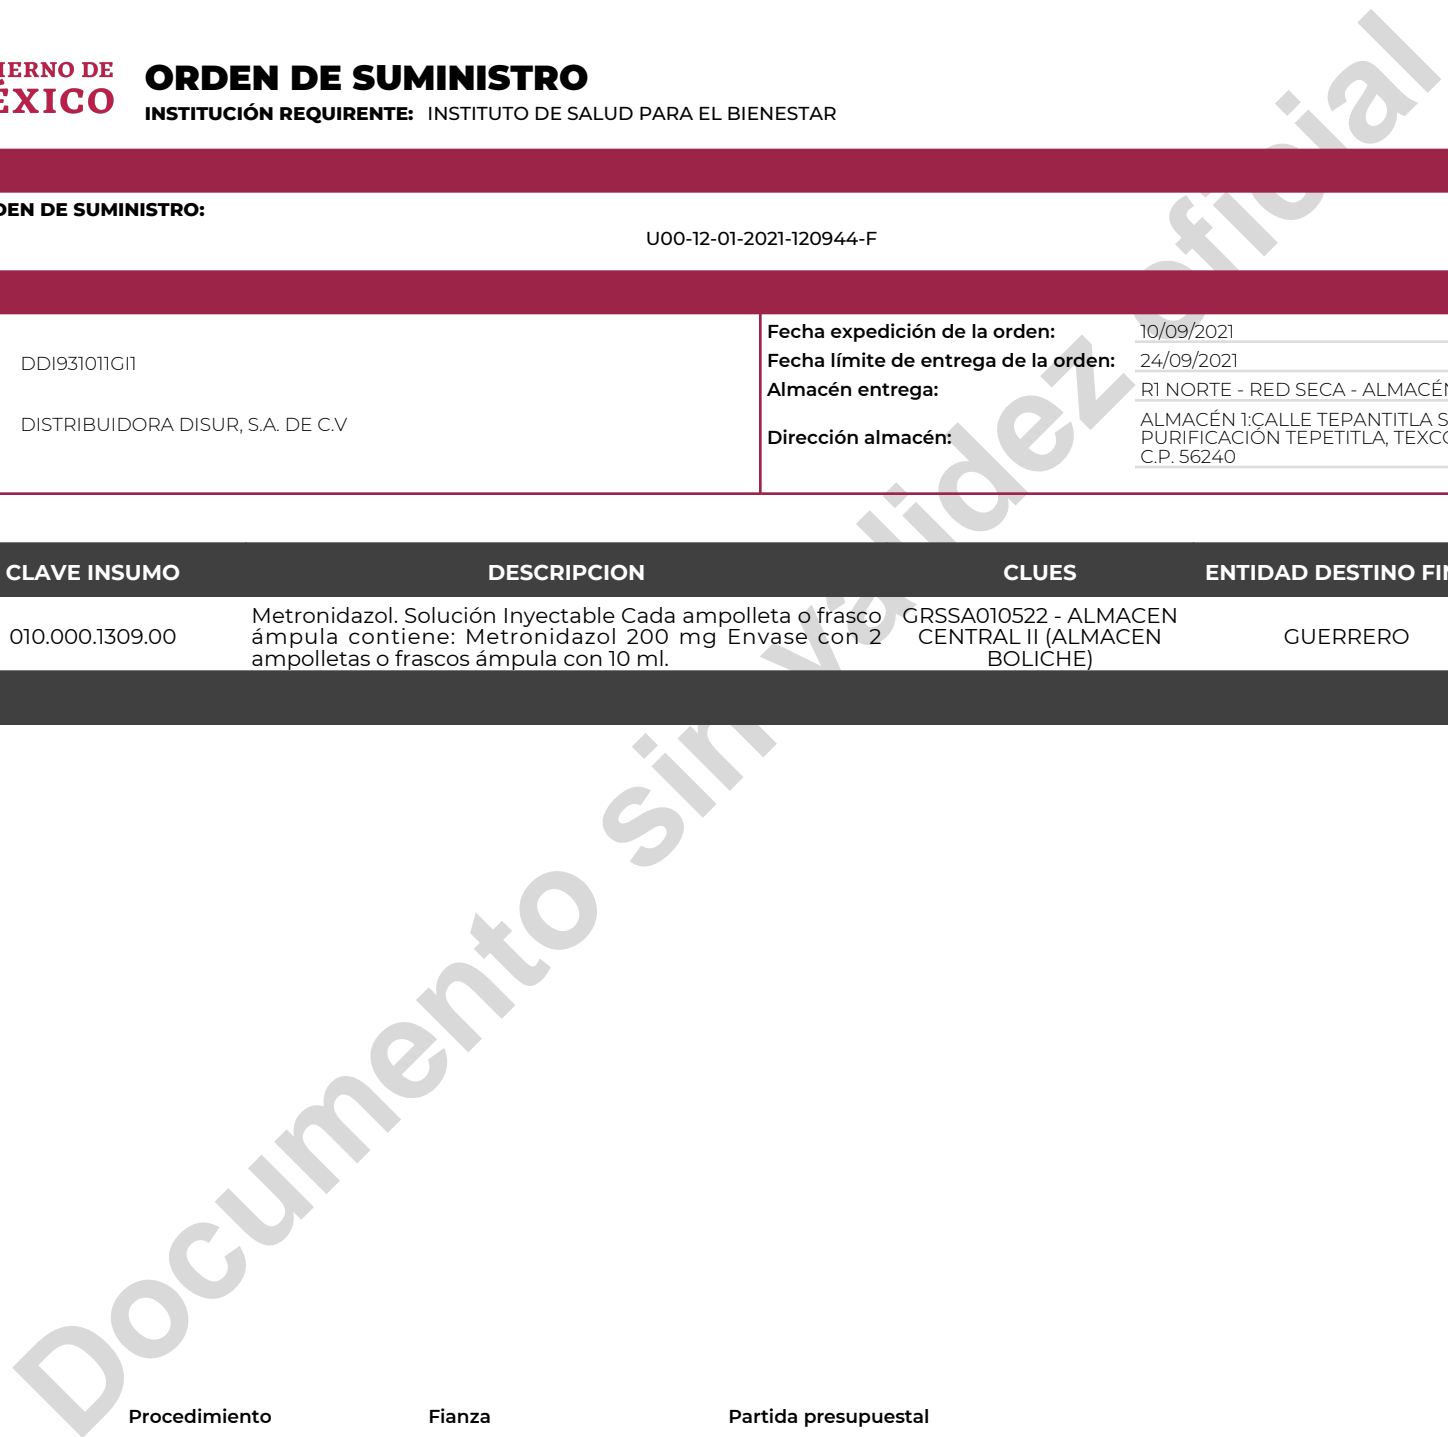 IERNO DE
ÉXICO
ORDEN DE SUMINISTRO
INSTITUCIÓN REQUIRENTE: INSTITUTO DE SALUD PARA EL BIENESTAR
DEN DE SUMINISTRO:
U00-12-01-2021-120944-F
DDI931011GI1
DISTRIBUIDORA DISUR, S.A. DE C.V
Fecha expedición de la orden: 10/09/2021
Fecha límite de entrega de la orden: 24/09/2021
Almacén entrega: R1 NORTE - RED SECA - ALMACÉN
Dirección almacén: ALMACÉN 1:CALLE TEPANTITLA S
PURIFICACIÓN TEPETITLA, TEXCO
C.P. 56240
CLAVE INSUMO DESCRIPCION CLUES ENTIDAD DESTINO FIN
010.000.1309.00
Metronidazol. Solución Inyectable Cada ampolleta o frasco
ámpula contiene: Metronidazol 200 mg Envase con 2
ampolletas o frascos ámpula con 10 ml.
GRSSA010522 - ALMACEN
CENTRAL II (ALMACEN
BOLICHE)
GUERRERO
Documento sin validez oficial
Procedimiento Fianza Partida presupuestal